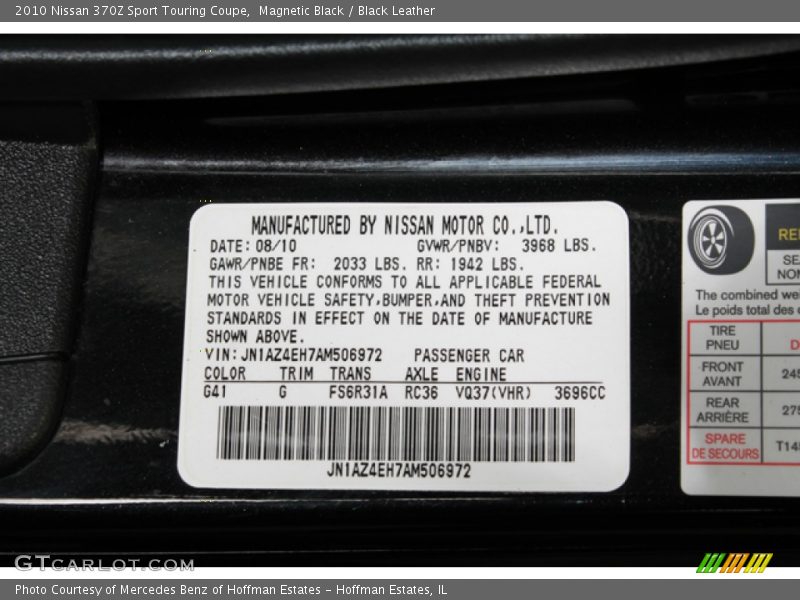 2010 Nissan 370Z Sport Touring Coupe,  Magnetic Black / Black Leather
MANUFACTURED BY NISSAN MOTOR CO.,LTD.
DATE: 08/10 GVWR/PNBV: 3968 LBS.
GAWR/PNBE FR: 2033 LBS. RR: 1942 LBS.
THIS VEHICLE CONFORMS TO ALL APPLICABLE FEDERAL
MOTOR VEHICLE SAFETY,BUMPER,AND THEFT PREVENTION
STANDARDS IN EFFECT ON THE DATE OF MANUFACTURE
SHOWN ABOVE.
VIN: JN1AZ4EH7AM506972 PASSENGER CAR
COLOR TRIM TRANS AXLE ENGINE
G41 G FS6R31A RC36 VQ37(VHR) 3696CC
JN1AZ4EH7AM506972
The combined
Le poids total des
TIRE
PNEU
FRONT
AVANT
REAR
ARRIÈRE
SPARE
DE SECOURS
GTCarLot.com
Photo Courtesy of Mercedes Benz of Hoffman Estates - Hoffman Estates, IL